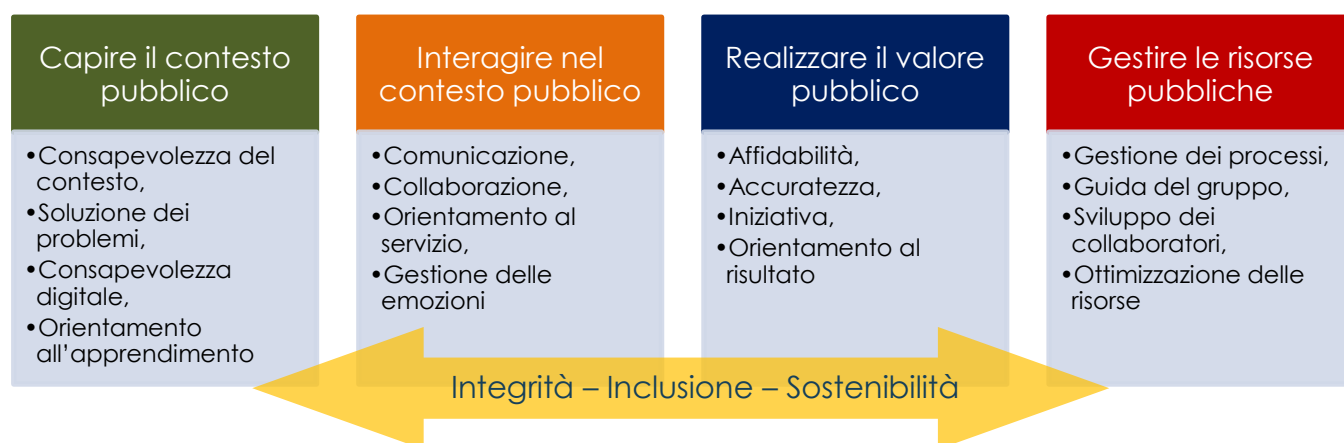 Capire il contesto
pubblico
•Consapevolezza del
contesto,
•Soluzione dei
problemi,
•Consapevolezza
digitale,
•Orientamento
all'apprendimento
Interagire nel
contesto pubblico
•Comunicazione,
•Collaborazione,
•Orientamento al
servizio,
•Gestione delle
emozioni
Realizzare il valore
pubblico
•Affidabilità,
•Accuratezza,
•Iniziativa,
•Orientamento al
risultato
Gestire le risorse
pubbliche
•Gestione dei processi,
•Guida del gruppo,
•Sviluppo dei
collaboratori,
•Ottimizzazione delle
risorse
Integrità – Inclusione – Sostenibilità